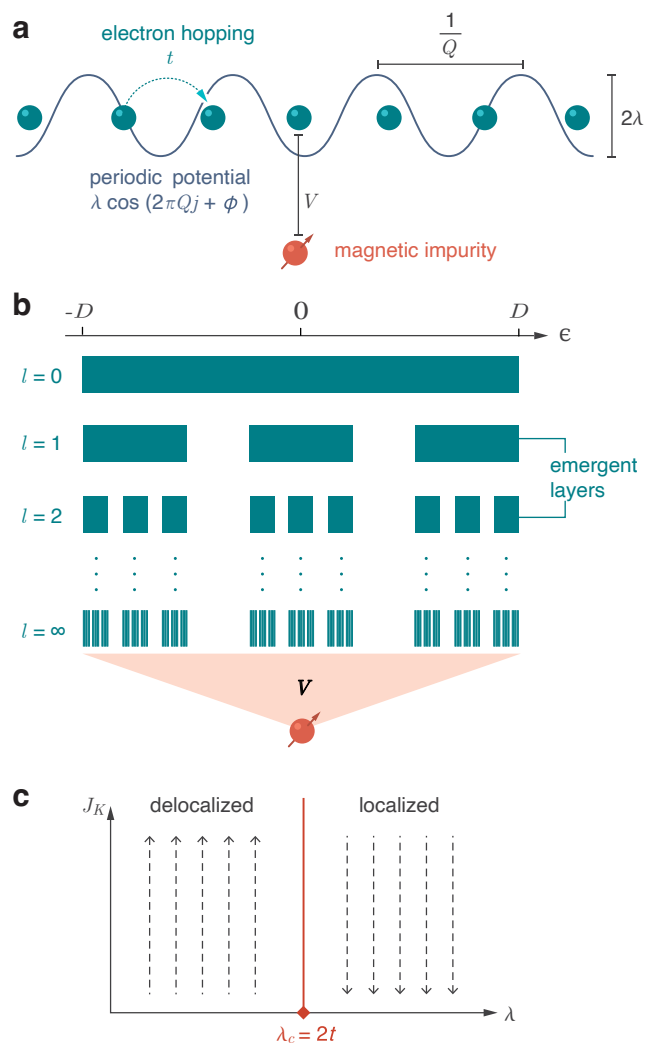 a
electron hopping
t
1
Q
2λ
periodic potential
λ cos (2πQj + ϕ)
V
magnetic impurity
b
-D 0 D
ϵ
l = 0
l = 1
emergent
layers
l = 2
l = ∞
V
c
J_K
delocalized localized
λ
λ_c = 2t